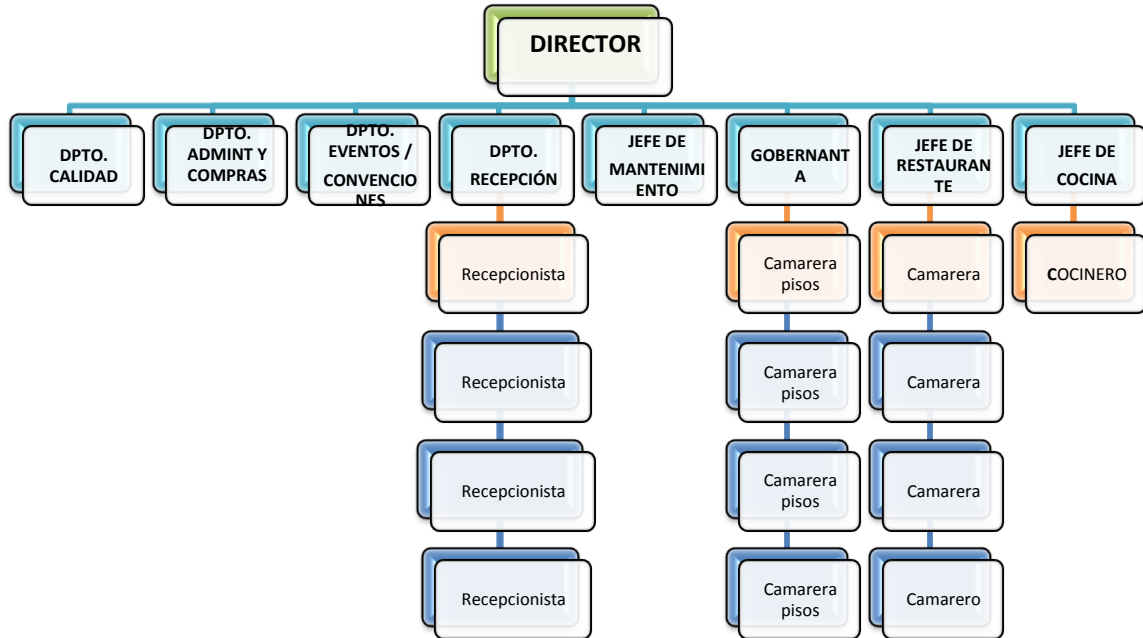 DIRECTOR
DPTO.
CALIDAD
DPTO.
ADMINT Y
COMPRAS
DPTO.
EVENTOS /
CONVENCIO
NES
DPTO.
RECEPCIÓN
JEFE DE
MANTENIMI
ENTO
GOBERNANT
A
JEFE DE
RESTAURAN
TE
JEFE DE
COCINA
Recepcionista
Camarera
pisos
Camarera
COCINERO
Recepcionista
Camarera
pisos
Camarera
Recepcionista
Camarera
pisos
Camarera
Recepcionista
Camarera
pisos
Camarero